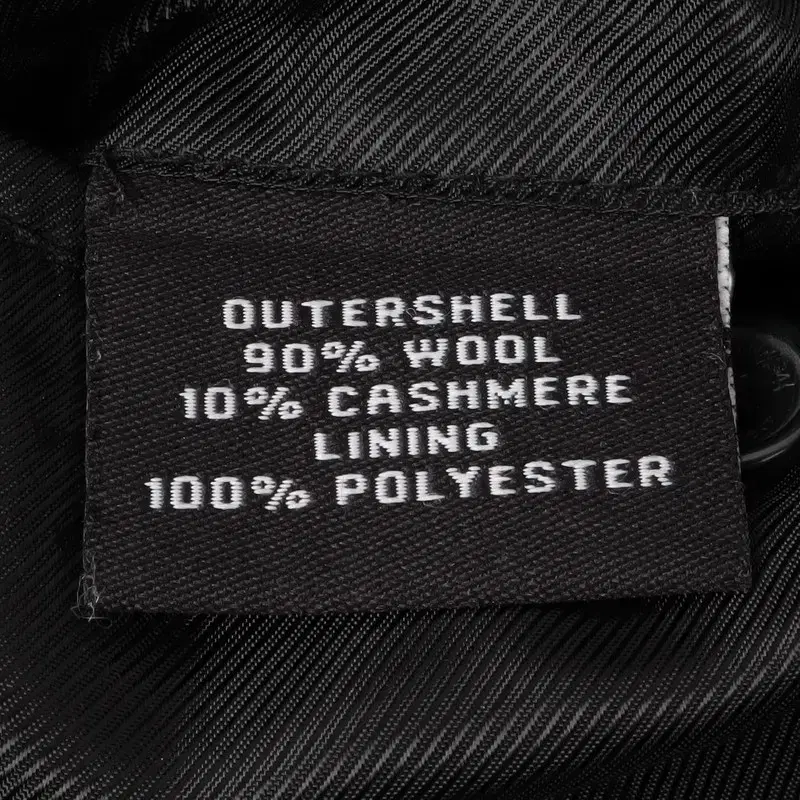 OUTERSHELL
90% WOOL
10% CASHMERE
LINING
100% POLYESTER